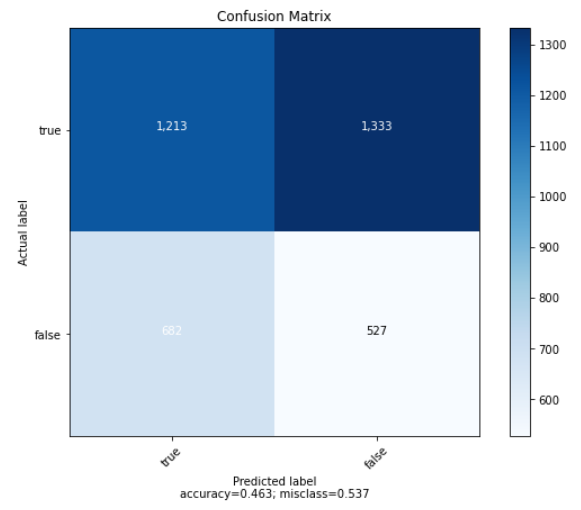 Confusion Matrix
true
1,213
1,333
false
682
527
Actual label
true
false
Predicted label
accuracy=0.463; misclass=0.537
1300
1200
1100
1000
900
800
700
600